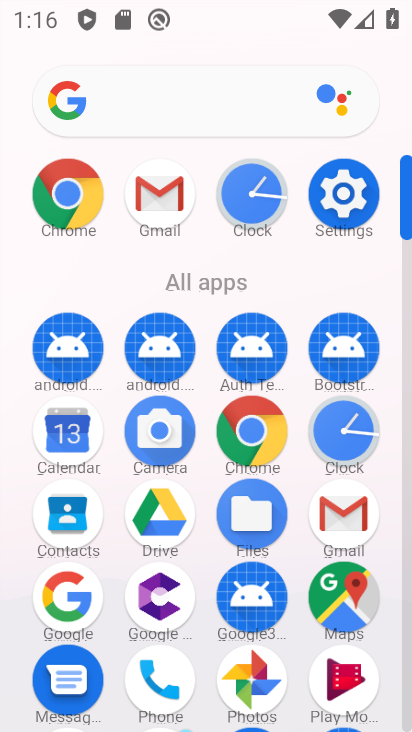 1:16
Chrome Gmail Clock Settings
All apps
android.... android.... Auth Te... Bootstr...
Calendar Camera Chrome Clock
Contacts Drive Files Gmail
Google Google ... Google3... Maps
Messag... Phone Photos Play Mo...
13